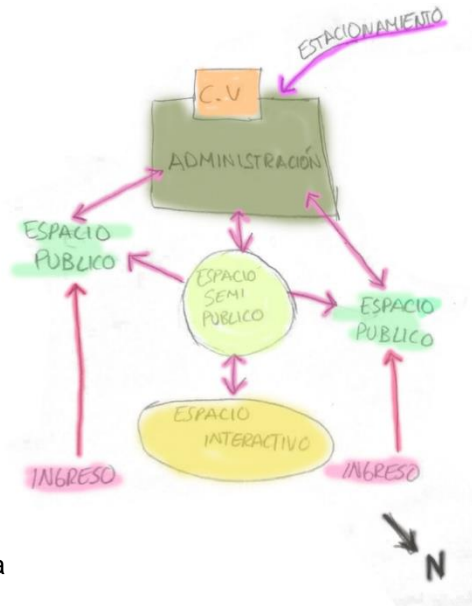 ESTACIONAMIENTO
C.V
ADMINISTRACIÓN
ESPACIO
PUBLICO
ESPACIO
SEMI
PUBLICO
ESPACIO
PUBLICO
ESPACIO
INTERACTIVO
INGRESO
INGRESO
N
a